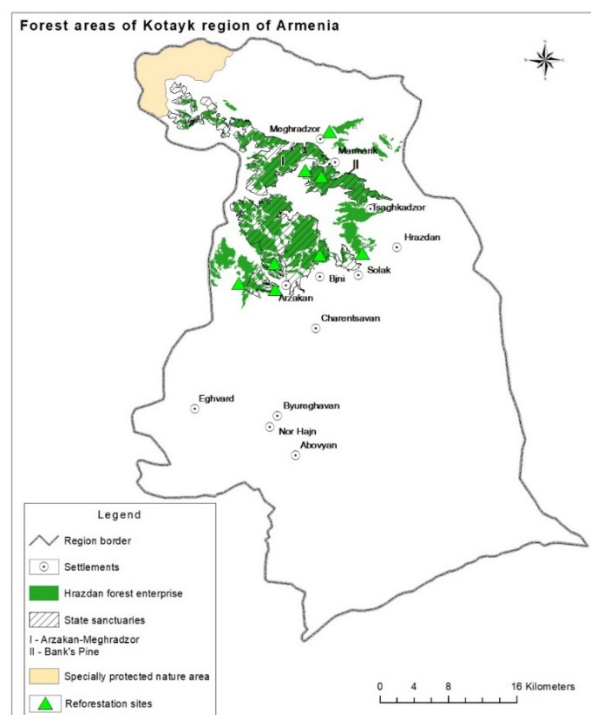 Forest areas of Kotayk region of Armenia
Meghradzor
Marmarik
I
II
Tsaghkadzor
Hrazdan
Solak
Bjni
Arzakan
Charentsavan
Eghvard
Byureghavan
Nor Hajn
Abovyan
Legend
Region border
Settlements
Hrazdan forest enterprise
State sanctuaries
I - Arzakan-Meghradzor
II - Bank's Pine
Specially protected nature area
Reforestation sites
0 4 8 16 Kilometers